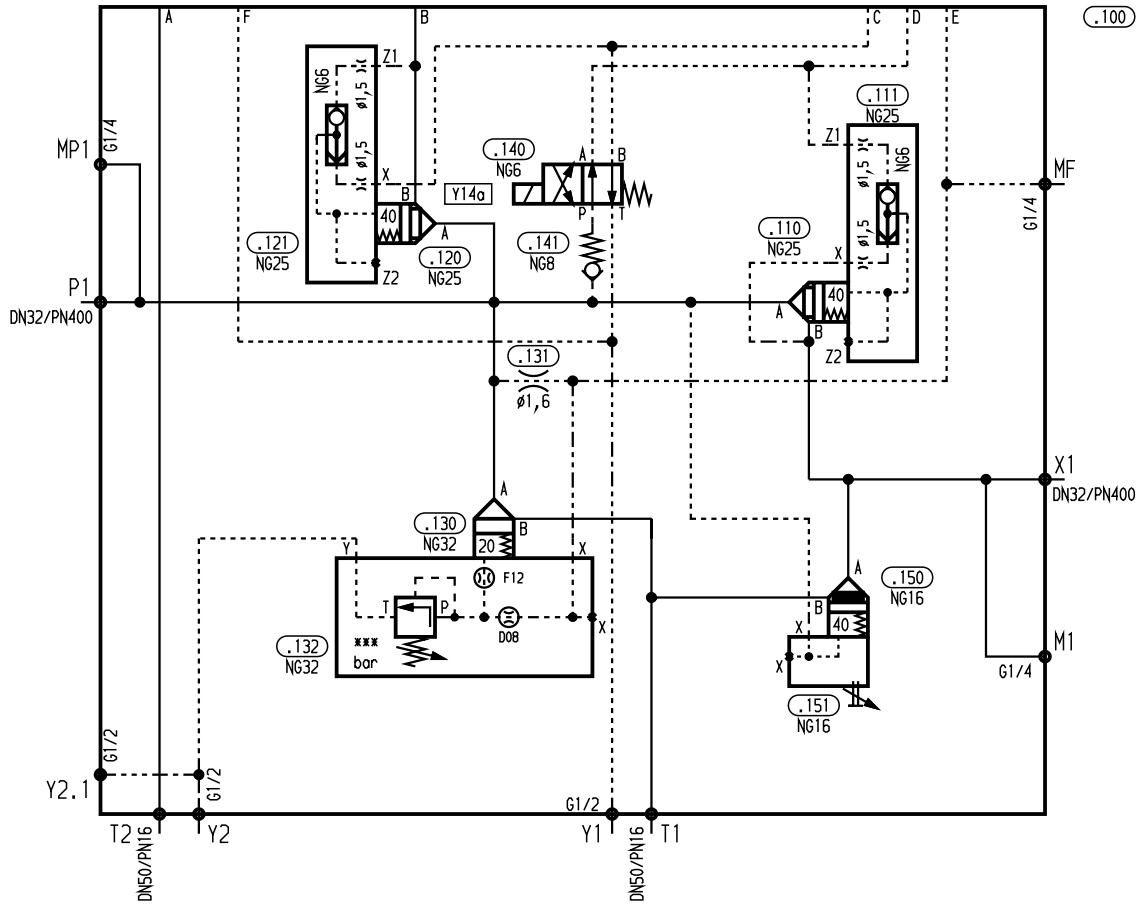 A
F
B
C
D
E
.100
Z1
NG6
ø1,5
ø1,5
X
B
40
A
.121
NG25
Z2
.120
NG25
Y14a
.140
NG6
A
B
P
T
.141
NG8
.111
NG25
Z1
NG6
ø1,5
ø1,5
X
.110
NG25
40
A
B
Z2
MP1
G1/4
MF
G1/4
P1
DN32/PN400
.131
ø1,6
X1
DN32/PN400
A
.130
NG32
B
20
Y
X
F12
T
P
D08
X
***
bar
.132
NG32
A
.150
NG16
B
40
X
X
.151
NG16
M1
G1/4
G1/2
Y2.1
G1/2
T2
DN50/PN16
Y2
G1/2
Y1
DN50/PN16
T1